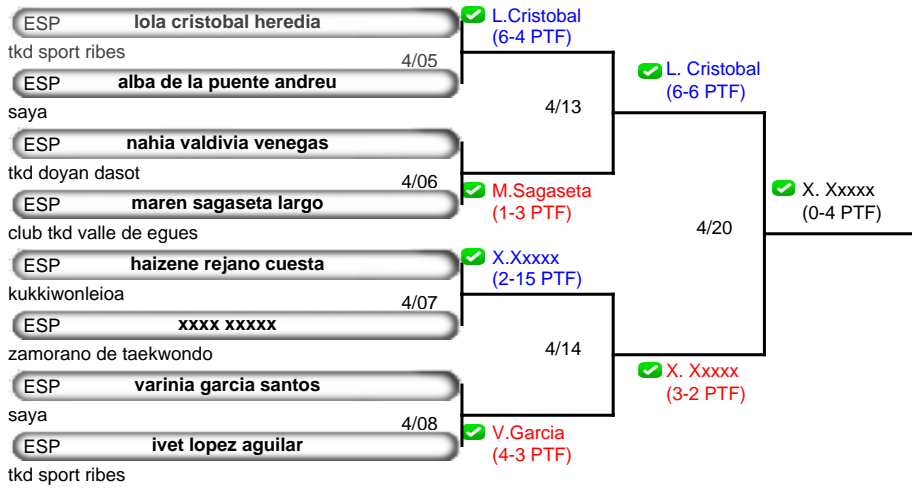 ESP lola cristobal heredia
tkd sport ribes
4/05
ESP alba de la puente andreu
saya
ESP nahia valdivia venegas
tkd doyan dasot
4/06
ESP maren sagaseta largo
club tkd valle de egues
ESP haizene rejano cuesta
kukkiwonleioa
4/07
ESP xxxx xxxxx
zamorano de taekwondo
ESP varinia garcia santos
saya
4/08
ESP ivet lopez aguilar
tkd sport ribes
L.Cristobal
(6-4 PTF)
4/13
M.Sagaseta
(1-3 PTF)
X.Xxxxx
(2-15 PTF)
4/14
V.Garcia
(4-3 PTF)
L. Cristobal
(6-6 PTF)
4/20
X. Xxxxx
(3-2 PTF)
X. Xxxxx
(0-4 PTF)